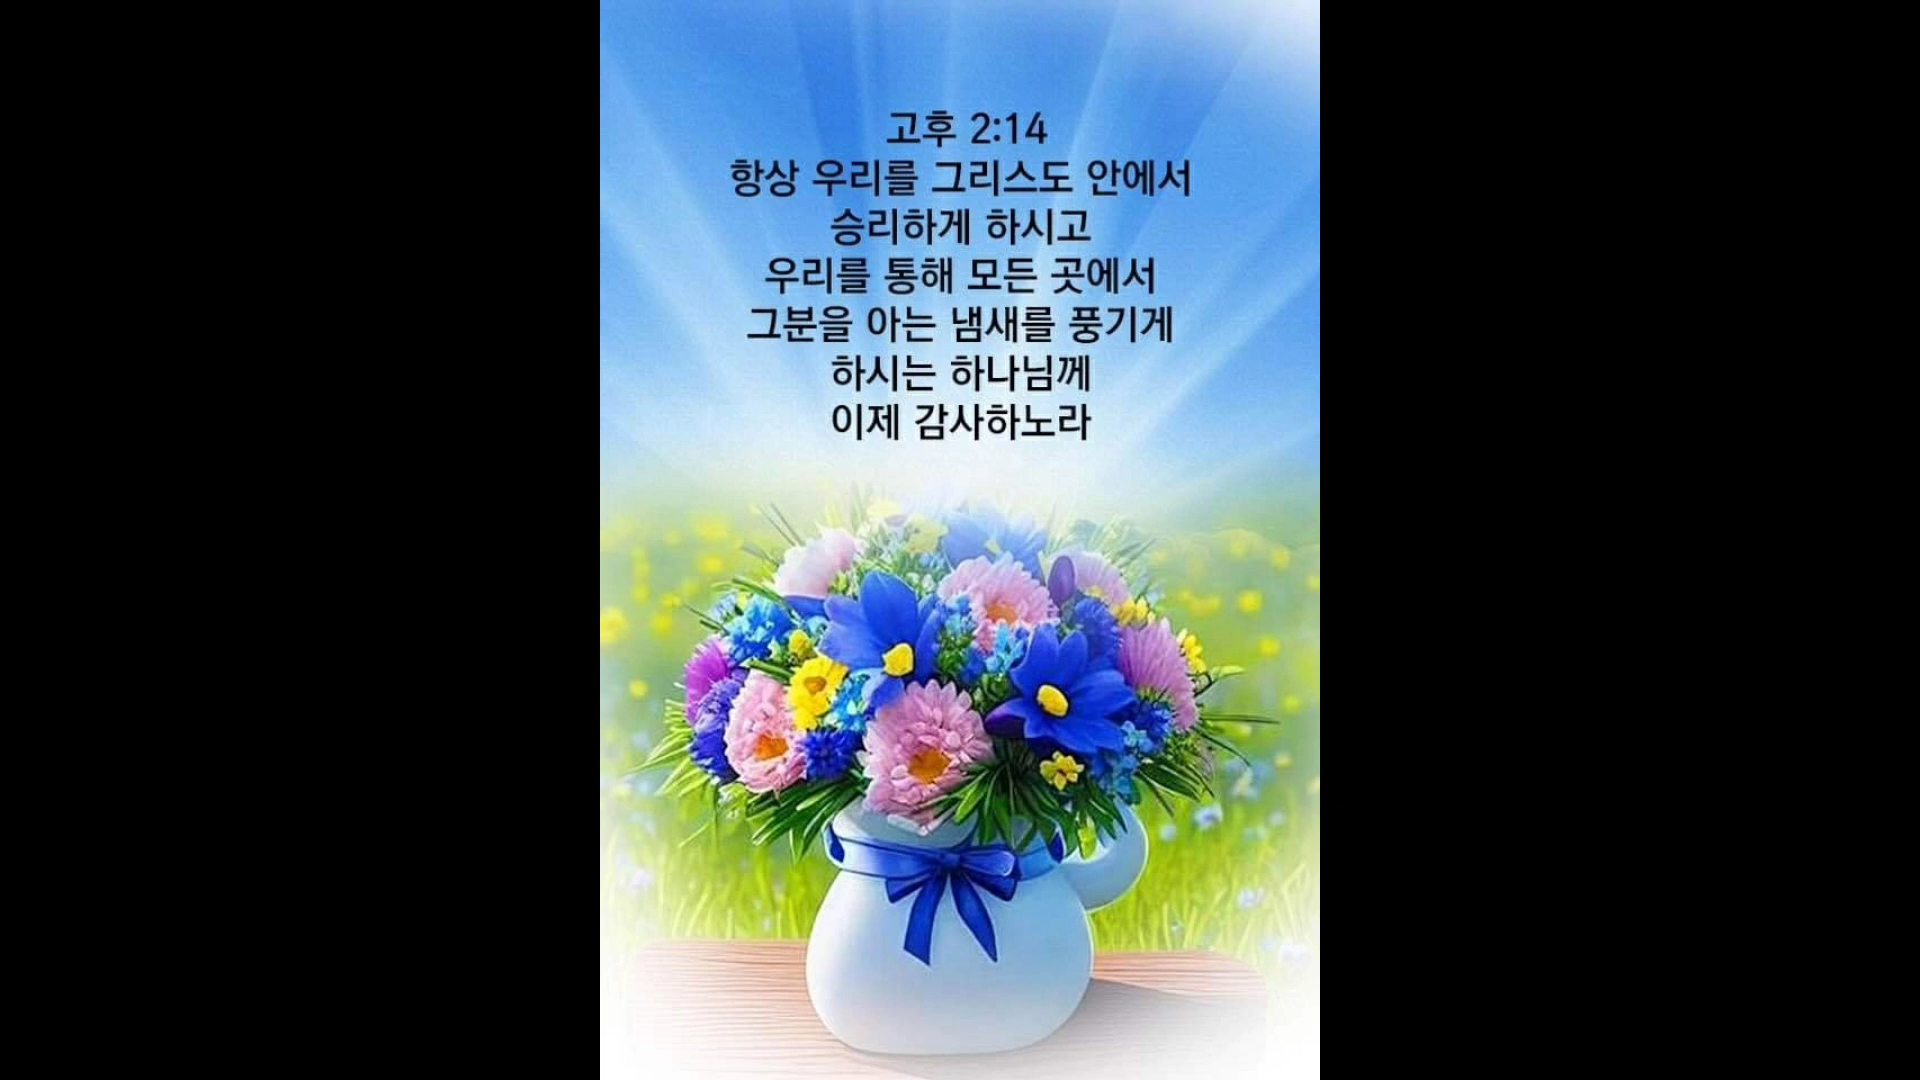 고후 2:14
항상 우리를 그리스도 안에서
승리하게 하시고
우리를 통해 모든 곳에서
그분을 아는 냄새를 풍기게
하시는 하나님께
이제 감사하노라